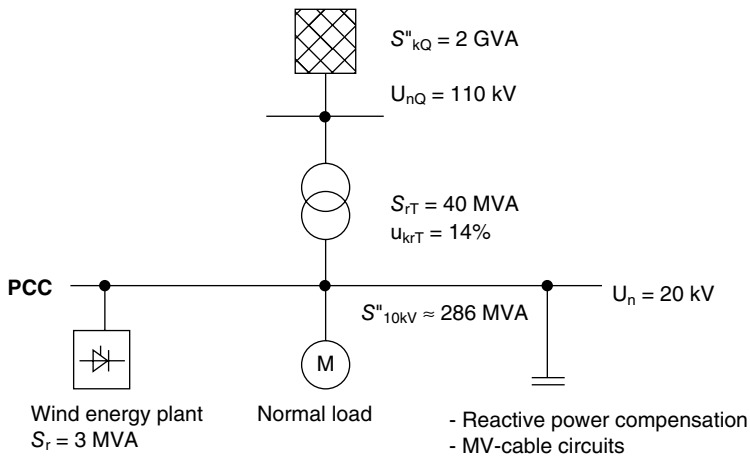 S"kQ = 2 GVA
UnQ = 110 kV
SrT = 40 MVA
ukrT = 14%
PCC
Un = 20 kV
S"10kV ≈ 286 MVA
M
Wind energy plant
Sr = 3 MVA
Normal load
- Reactive power compensation
- MV-cable circuits